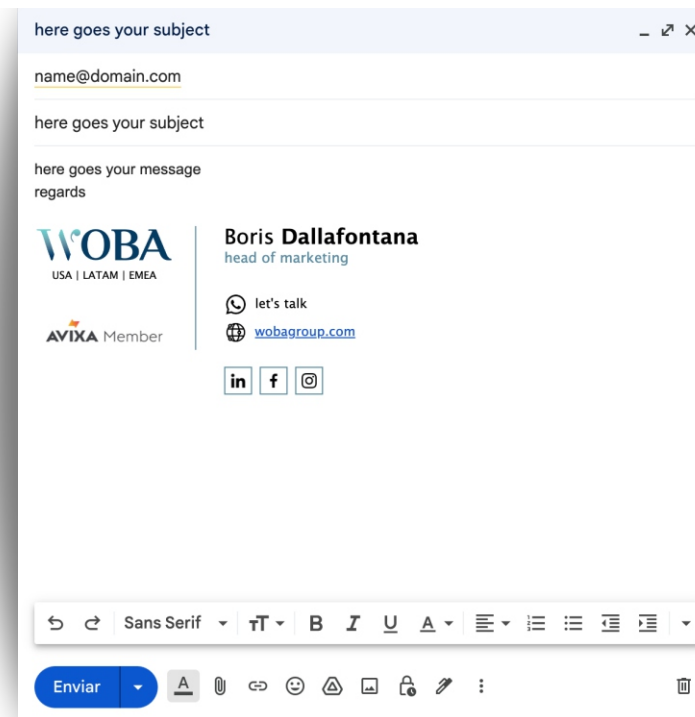 here goes your subject
name@domain.com
here goes your subject
here goes your message
regards
WOBA
USA | LATAM | EMEA
AVIXA Member
Boris Dallafontana
head of marketing
let's talk
wobagroup.com
in f
Sans Serif
B I U A
Enviar A